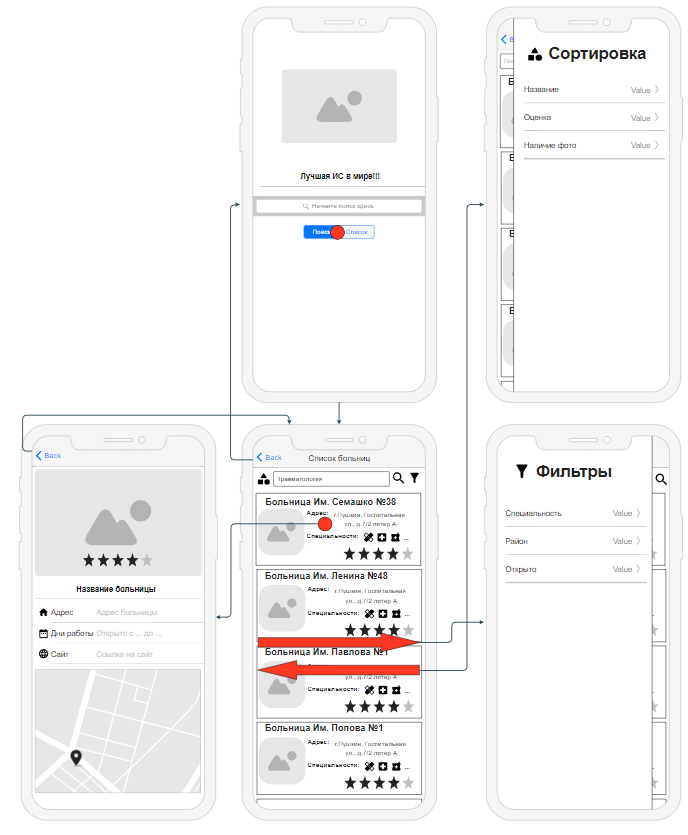 Лучшая ИС в мире!!!
Начните поиск здесь
Поиск
Список
Сортировка
Название
Value
Оценка
Value
Наличие фото
Value
Back
Название больницы
Адрес
Адрес больницы
Дни работы
Открыто с ... до ...
Сайт
Ссылка на сайт
Back
Список больниц
Травматология
Больница Им. Семашко №38
Адрес:
г.Пушкин, Госпитальная
ул., д.7/2 литер А
Специальности:
...
Больница Им. Ленина №48
Адрес:
г.Пушкин, Госпитальная
ул., д.7/2 литер А
Специальности:
...
Больница Им. Павлова №1
ул., д.7/2 литер А
Специальности:
...
Больница Им. Попова №1
Адрес:
г.Пушкин, Госпитальная
ул., д.7/2 литер А
Специальности:
...
Фильтры
Специальность
Value
Район
Value
Открыто
Value